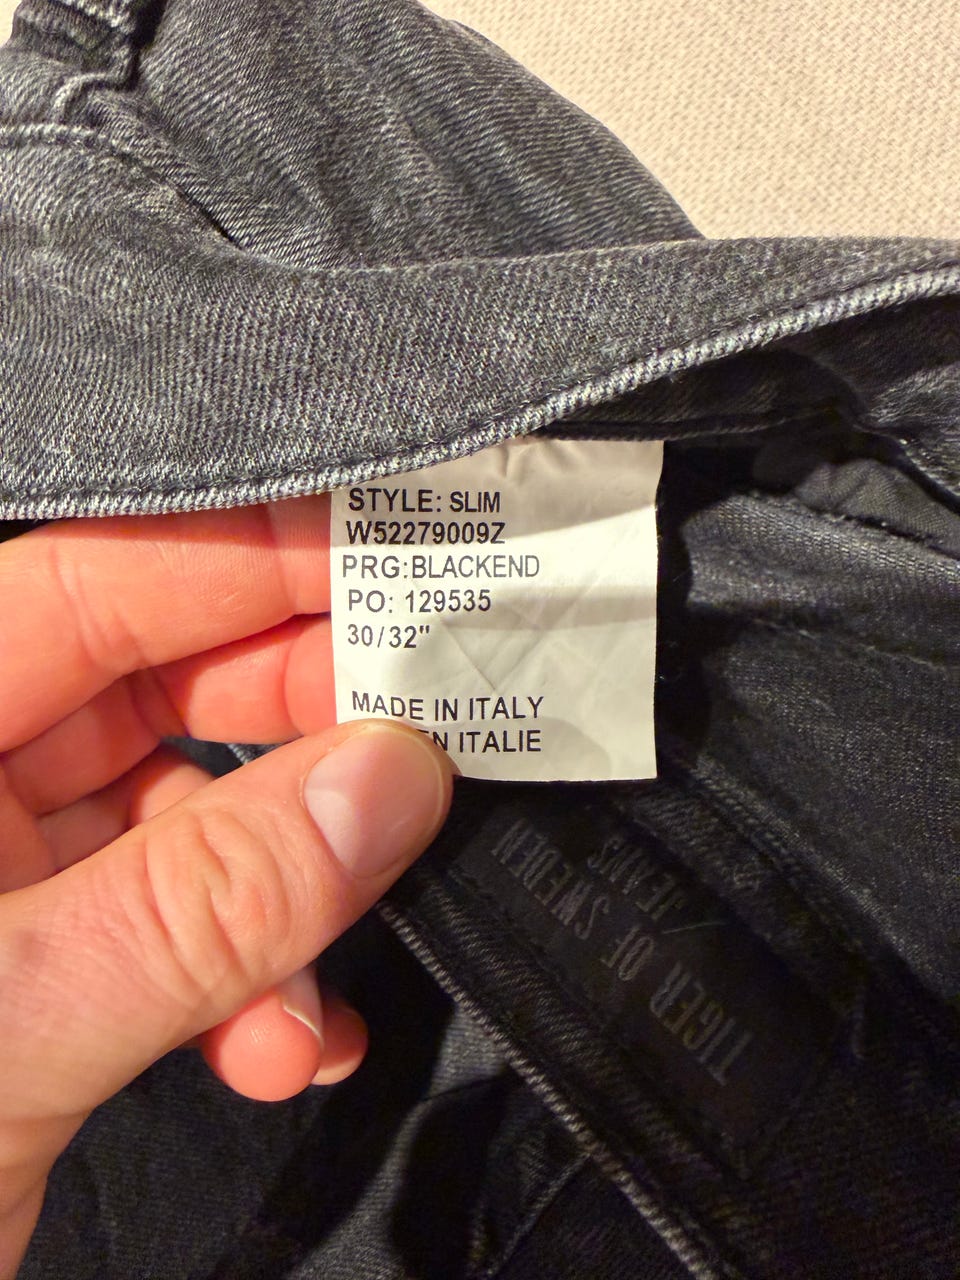 STYLE: SLIM
W52279009Z
PRG:BLACKEND
PO: 129535
30/32"
MADE IN ITALY
EN ITALIE
TIGER OF SWEDEN
/JEANS